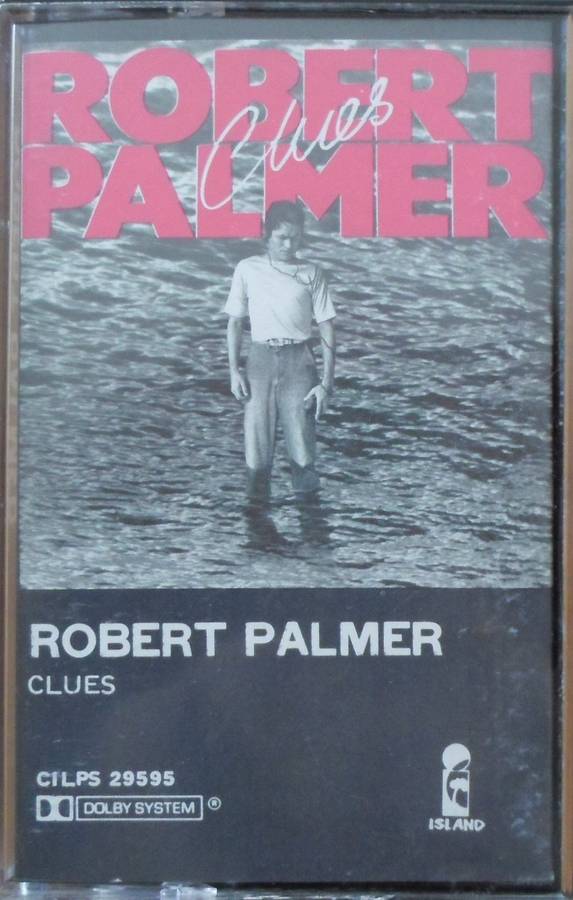 ROBERT
Clues
PALMER
ROBERT PALMER
CLUES
CILPS 29595
DOLBY SYSTEM ®
ISLAND